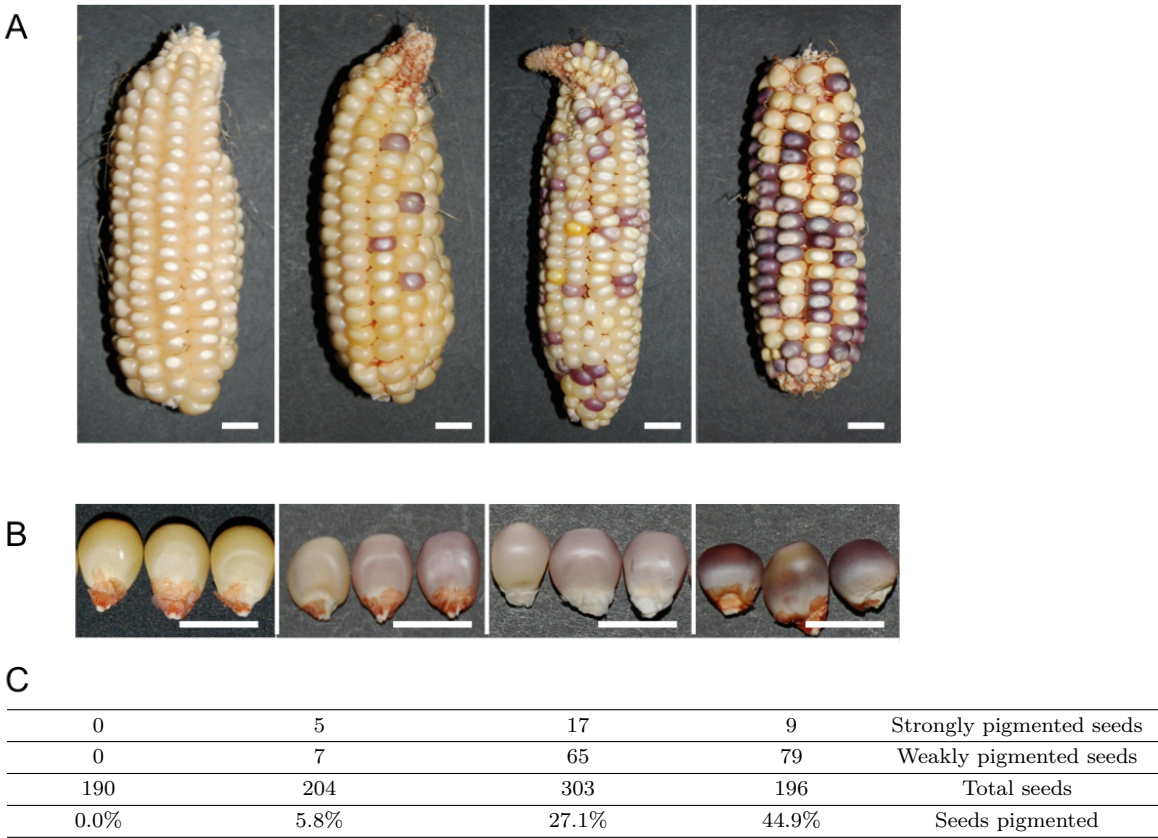 A
B
C
0 5 17 9 Strongly pigmented seeds
0 7 65 79 Weakly pigmented seeds
190 204 303 196 Total seeds
0.0% 5.8% 27.1% 44.9% Seeds pigmented